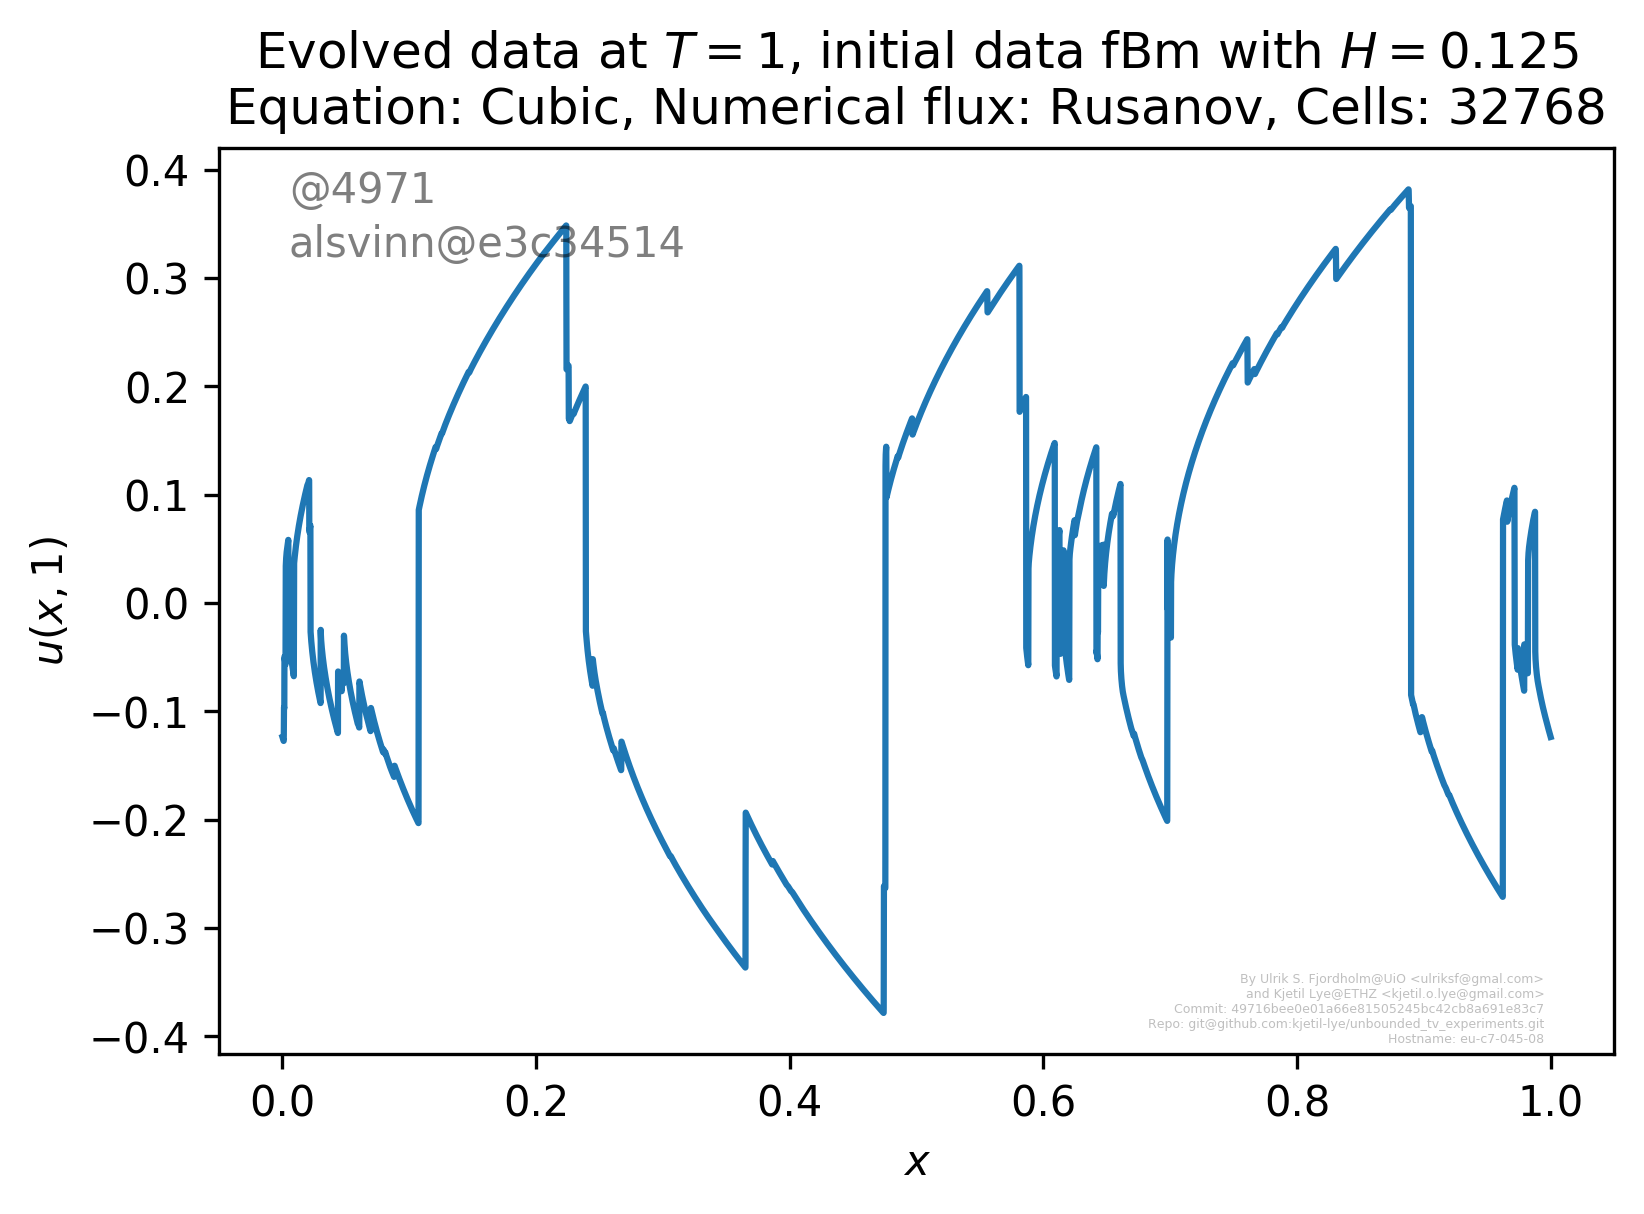 Evolved data at T = 1, initial data fBm with H = 0.125
Equation: Cubic, Numerical flux: Rusanov, Cells: 32768
@4971
alsvinn@e3c34514
0.4
0.3
0.2
0.1
0.0
−0.1
−0.2
−0.3
−0.4
u(x, 1)
By Ulrik S. Fjordholm@UiO <ulriksf@gmal.com>
and Kjetil Lye@ETHZ <kjetil.o.lye@gmail.com>
Commit: 49716bee0e01a66e81505245bc42cb8a691e83c7
Repo: git@github.com:kjetil-lye/unbounded_tv_experiments.git
Hostname: eu-c7-045-08
0.0 0.2 0.4 0.6 0.8 1.0
x